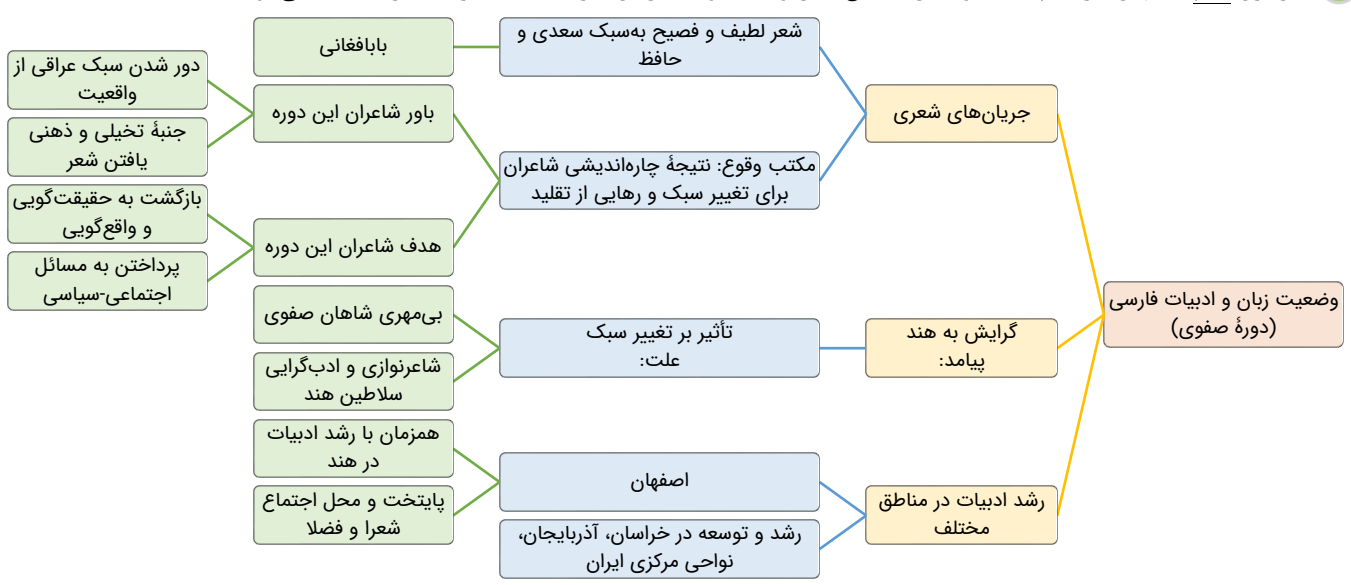 وضعیت زبان و ادبیات فارسی
(دورهٔ صفوی)
جریان‌های شعری
شعر لطیف و فصیح به‌سبک سعدی و
حافظ
بابافغانی
مکتب وقوع: نتیجهٔ چاره‌اندیشی شاعران
برای تغییر سبک و رهایی از تقلید
باور شاعران این دوره
دور شدن سبک عراقی از
واقعیت
جنبهٔ تخیلی و ذهنی
یافتن شعر
هدف شاعران این دوره
بازگشت به حقیقت‌گویی
و واقع‌گویی
پرداختن به مسائل
اجتماعی-سیاسی
گرایش به هند
پیامد:
تأثیر بر تغییر سبک
علت:
بی‌مهری شاهان صفوی
شاعرنوازی و ادب‌گرایی
سلاطین هند
رشد ادبیات در مناطق
مختلف
اصفهان
همزمان با رشد ادبیات
در هند
پایتخت و محل اجتماع
شعرا و فضلا
رشد و توسعه در خراسان، آذربایجان،
نواحی مرکزی ایران